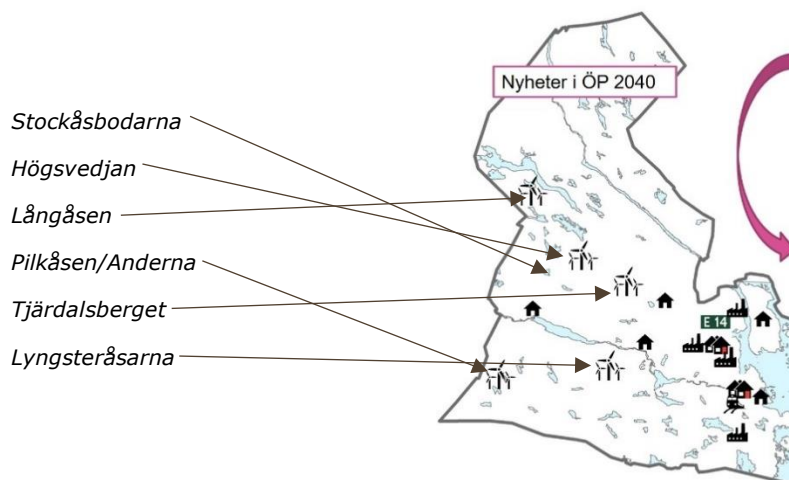 Nyheter i ÖP 2040
Stockåsbodarna
Högsvedjan
Långåsen
Pilkåsen/Anderna
Tjärdalsberget
Lyngsteråsarna
E 14